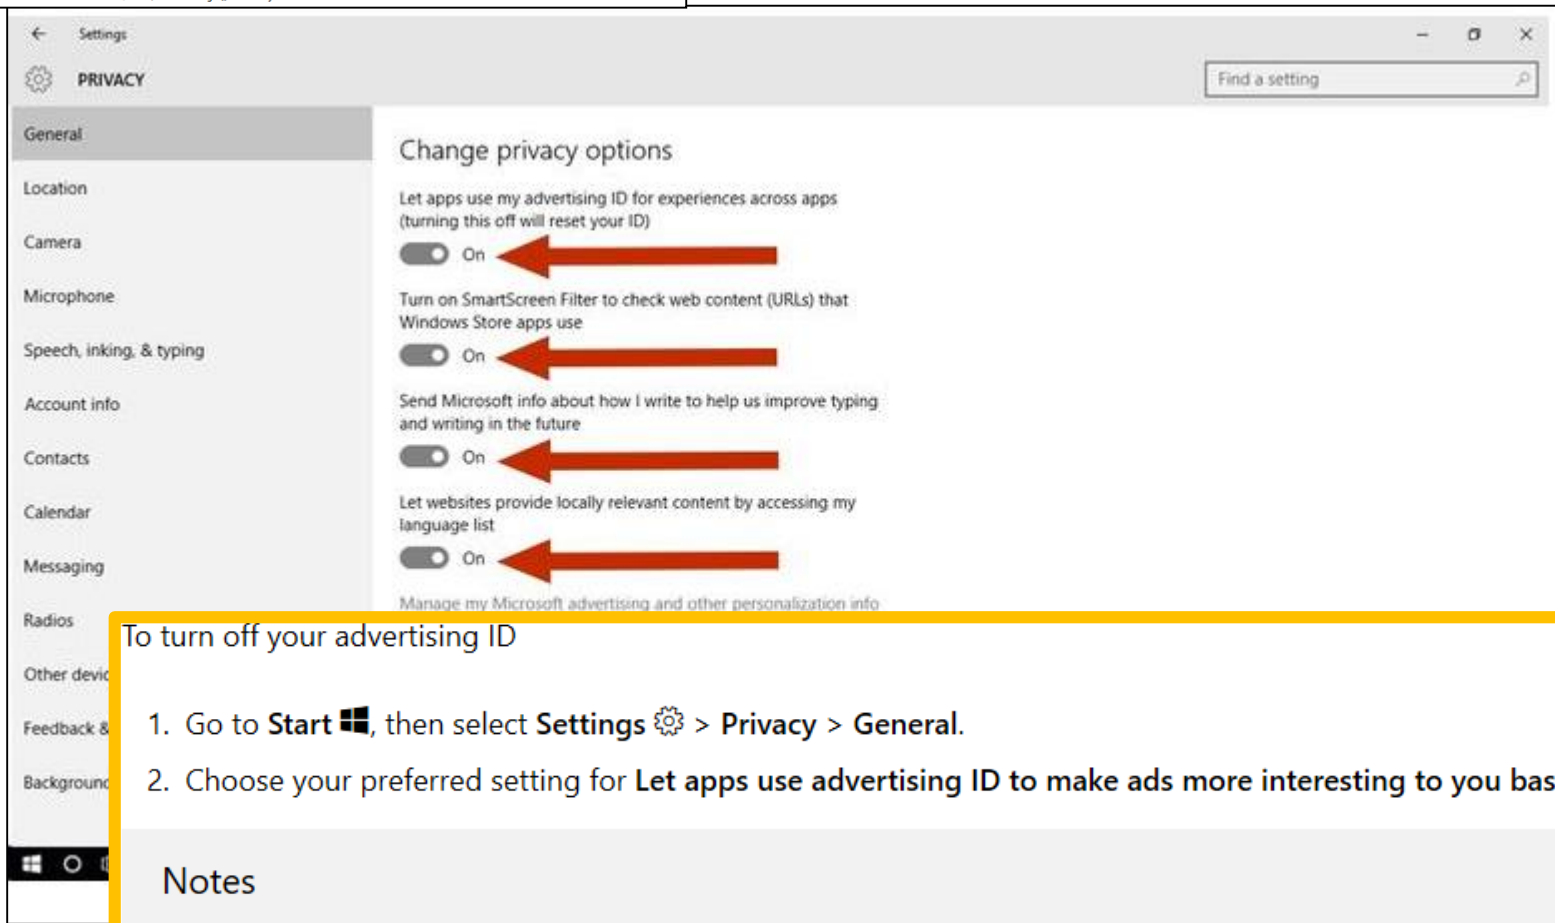 Settings
PRIVACY
Find a setting
General
Location
Camera
Microphone
Speech, inking, & typing
Account info
Contacts
Calendar
Messaging
Radios
Other devic
Feedback &
Background
Change privacy options
Let apps use my advertising ID for experiences across apps
(turning this off will reset your ID)
On
Turn on SmartScreen Filter to check web content (URLs) that
Windows Store apps use
On
Send Microsoft info about how I write to help us improve typing
and writing in the future
On
Let websites provide locally relevant content by accessing my
language list
On
Manage my Microsoft advertising and other personalization info
To turn off your advertising ID
1. Go to Start, then select Settings > Privacy > General.
2. Choose your preferred setting for Let apps use advertising ID to make ads more interesting to you bas
Notes